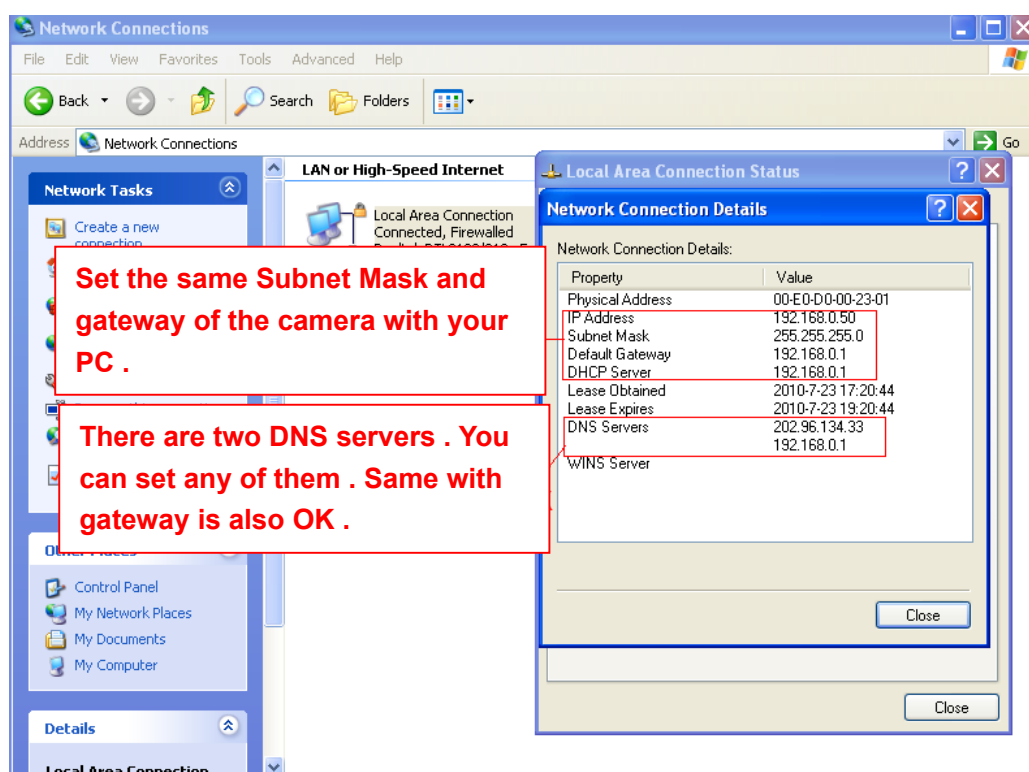 Network Connections
File Edit View Favorites Tools Advanced Help
Back Search Folders
Address Network Connections Go
Network Tasks
Create a new
connection
LAN or High-Speed Internet
Local Area Connection
Connected, Firewalled
Set the same Subnet Mask and
gateway of the camera with your
PC .
There are two DNS servers . You
can set any of them . Same with
gateway is also OK .
Other Places
Control Panel
My Network Places
My Documents
My Computer
Details
Local Area Connection
Local Area Connection Status
Network Connection Details
Network Connection Details:
Property Value
Physical Address 00-E0-D0-00-23-01
IP Address 192.168.0.50
Subnet Mask 255.255.255.0
Default Gateway 192.168.0.1
DHCP Server 192.168.0.1
Lease Obtained 2010-7-23 17:20:44
Lease Expires 2010-7-23 19:20:44
DNS Servers 202.96.134.33
192.168.0.1
WINS Server
Close
Close